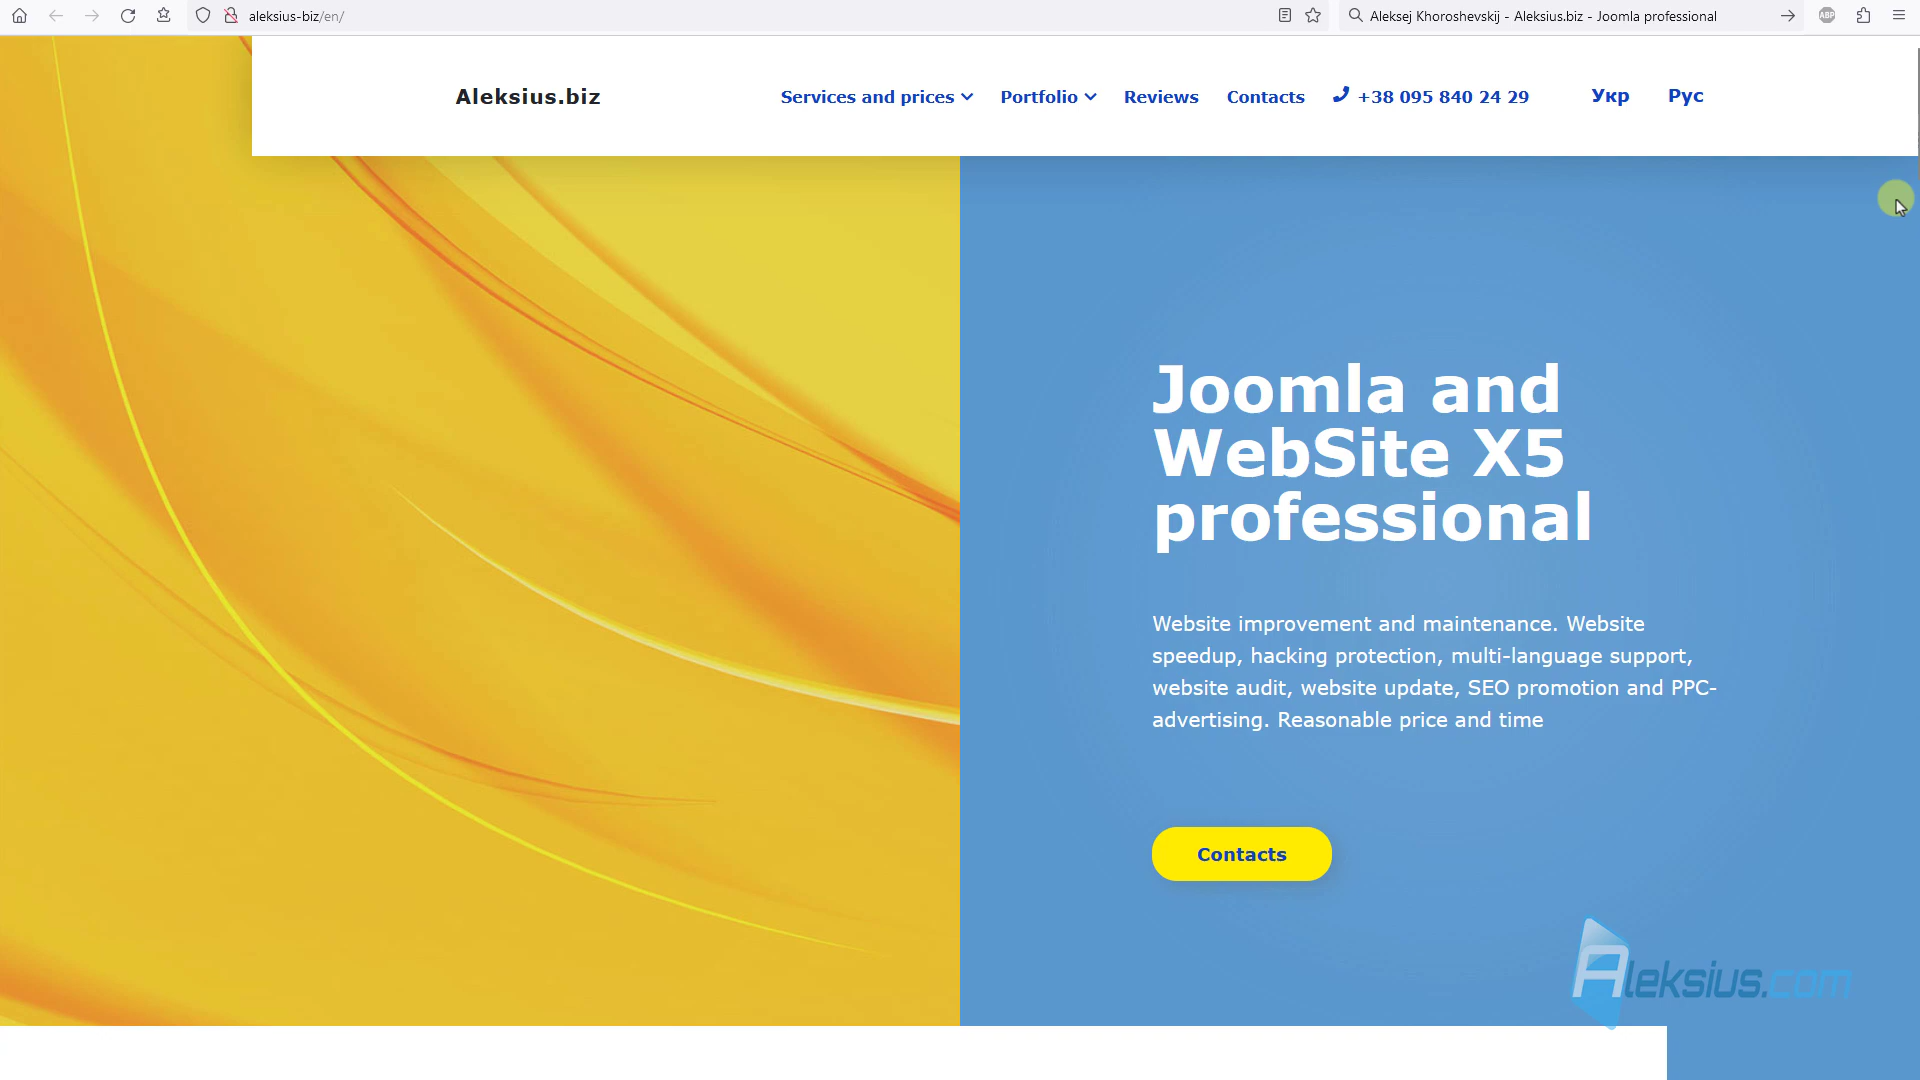 aleksius-biz/en/
Aleksej Khoroshevskij - Aleksius.biz - Joomla professional
ABP
Aleksius.biz
Services and prices
Portfolio
Reviews
Contacts
+38 095 840 24 29
Укр
Рус
Joomla and
WebSite X5
professional
Website improvement and maintenance. Website
speedup, hacking protection, multi-language support,
website audit, website update, SEO promotion and PPC-
advertising. Reasonable price and time
Contacts
Aleksius.com